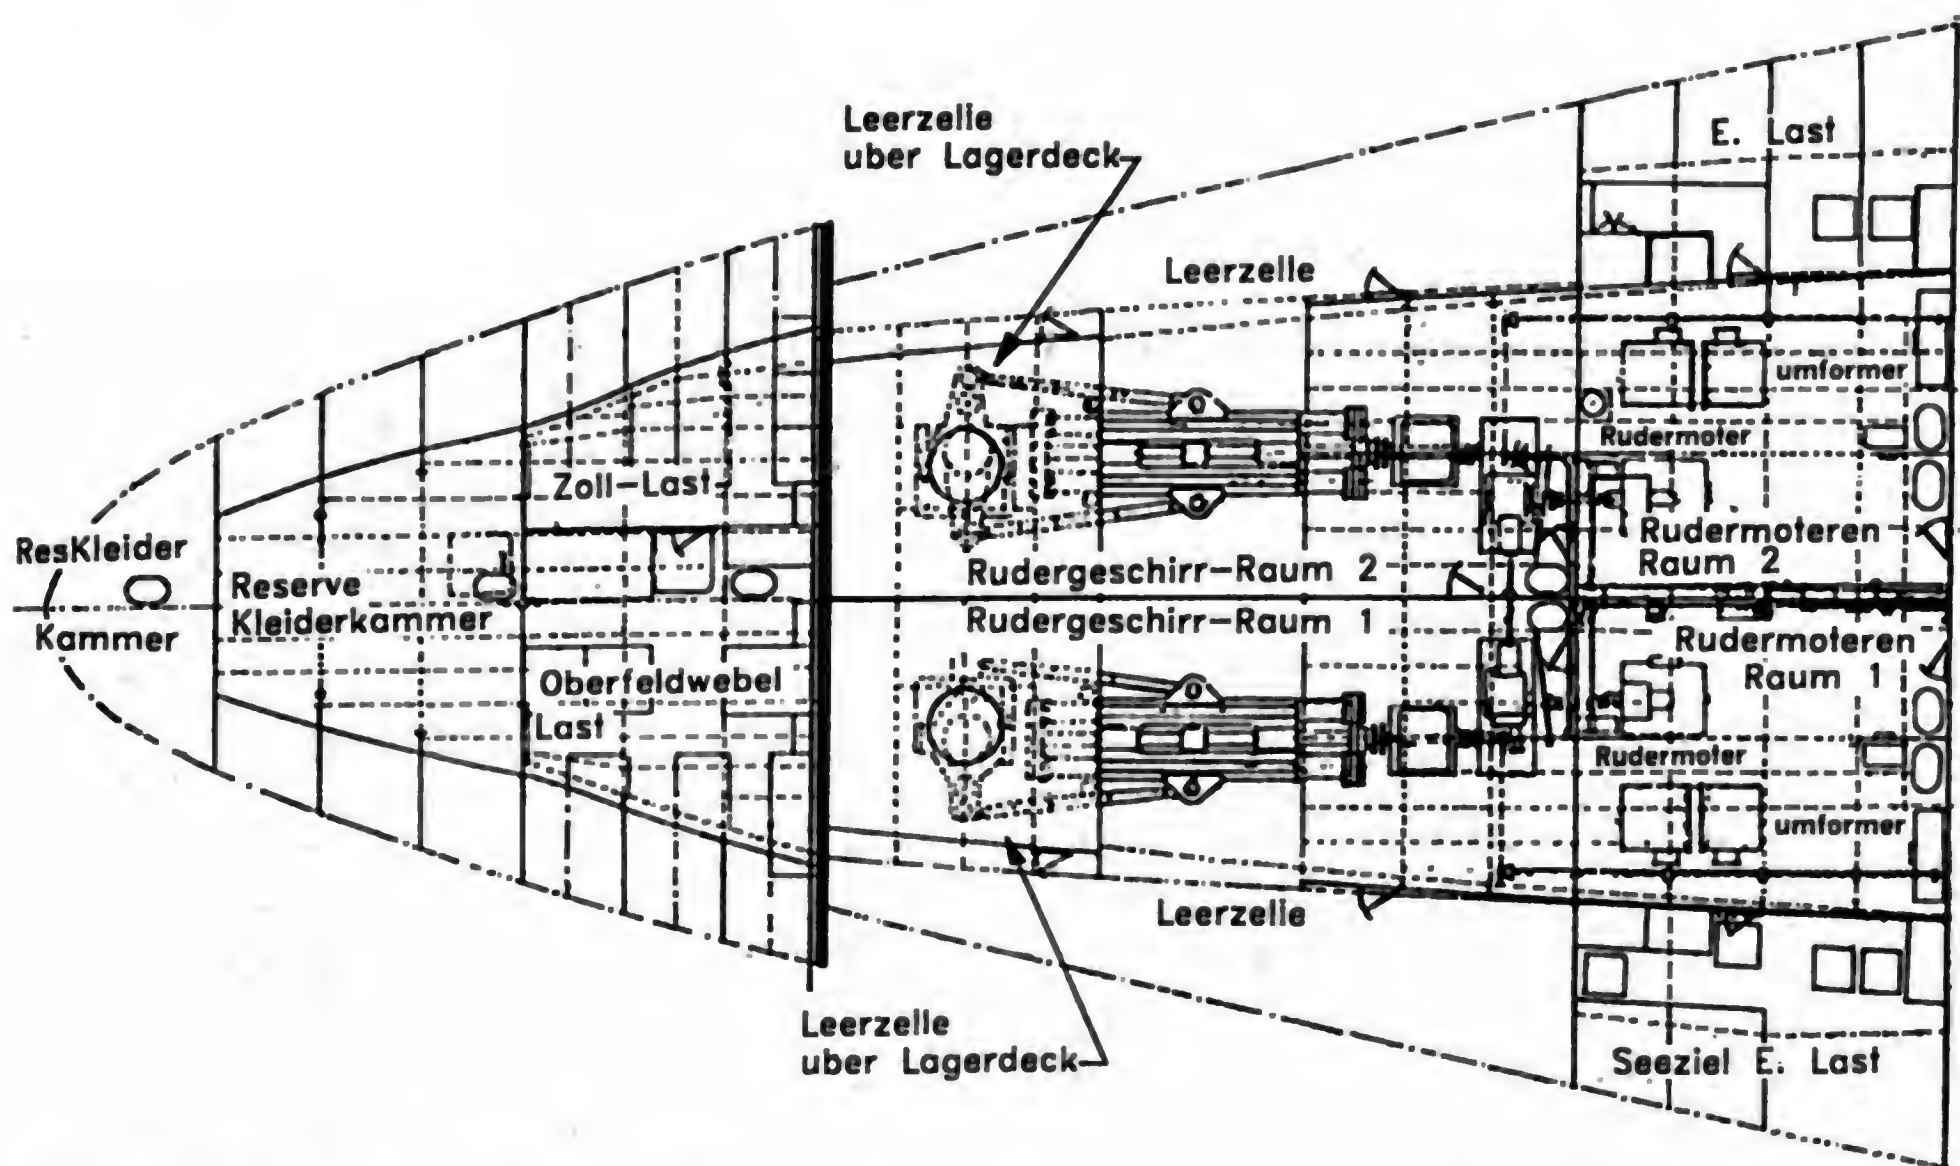 Leerzelle
uber Lagerdeck
E. Last
Leerzelle
umformer
Rudermoter
Zoll-Last
Rudermoteren
Raum 2
ResKleider
Kammer
Reserve
Kleiderkammer
Rudergeschirr-Raum 2
Rudergeschirr-Raum 1
Rudermoteren
Raum 1
Oberfeldwebel
Last
Rudermoter
umformer
Leerzelle
Leerzelle
uber Lagerdeck
Seeziel E. Last